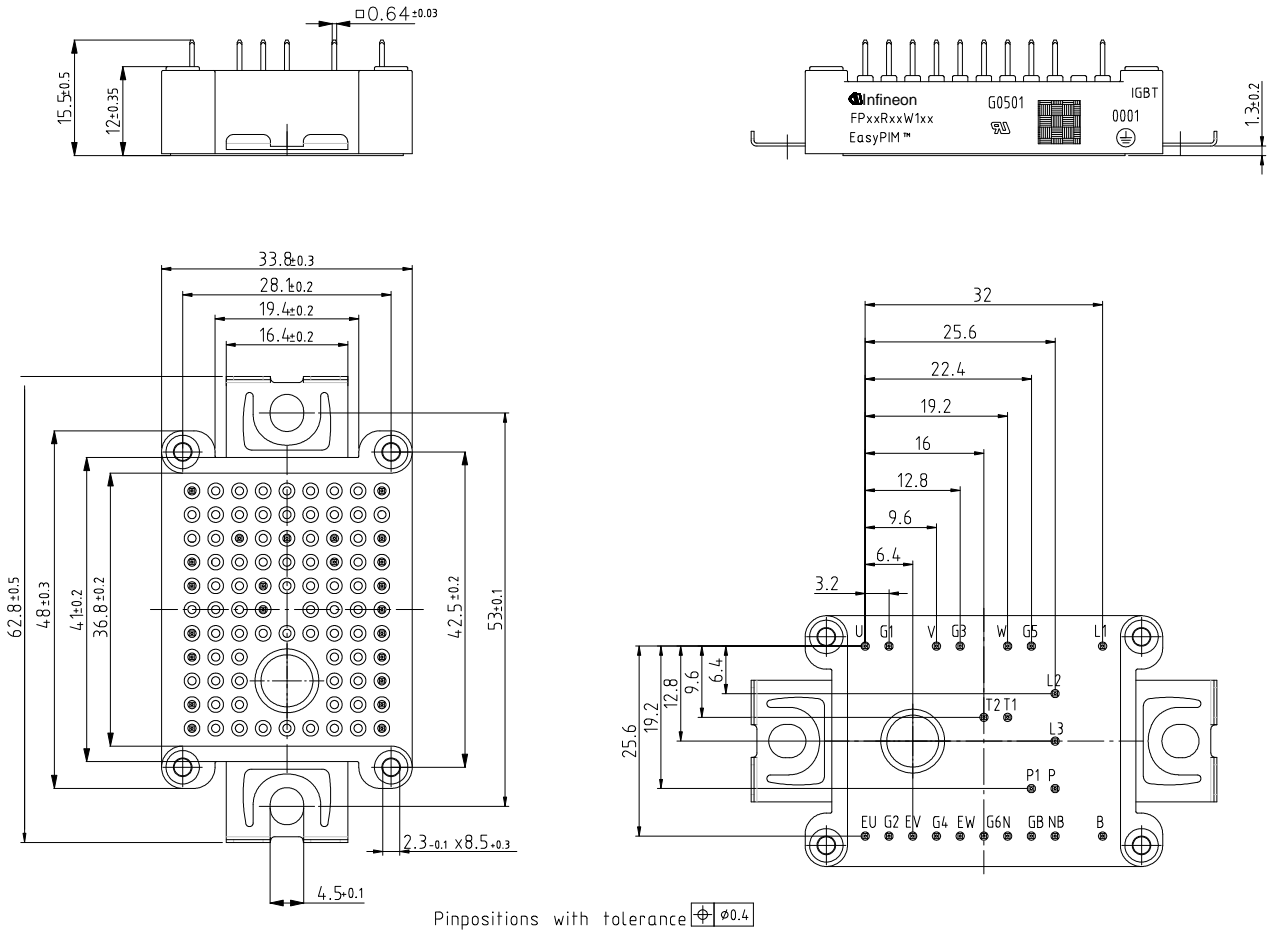 □0.64±0.03
15.5±0.5
12±0.35
Infineon
FPxxRxxW1xx
EasyPIM™
G0501
IGBT
0001
1.3±0.2
33.8±0.3
28.1±0.2
19.4±0.2
16.4±0.2
62.8±0.5
48±0.3
41±0.2
36.8±0.2
42.5±0.2
53±0.1
2.3-0.1 x8.5+0.3
4.5+0.1
32
25.6
22.4
19.2
16
12.8
9.6
6.4
3.2
U G1 V G3 W G5 L1
6.4
9.6
12.8
19.2
25.6
L2
T2 T1
L3
P1 P
EU G2 EV G4 EW G6 N GB NB B
Pinpositions with tolerance ⌖ ⌀0.4